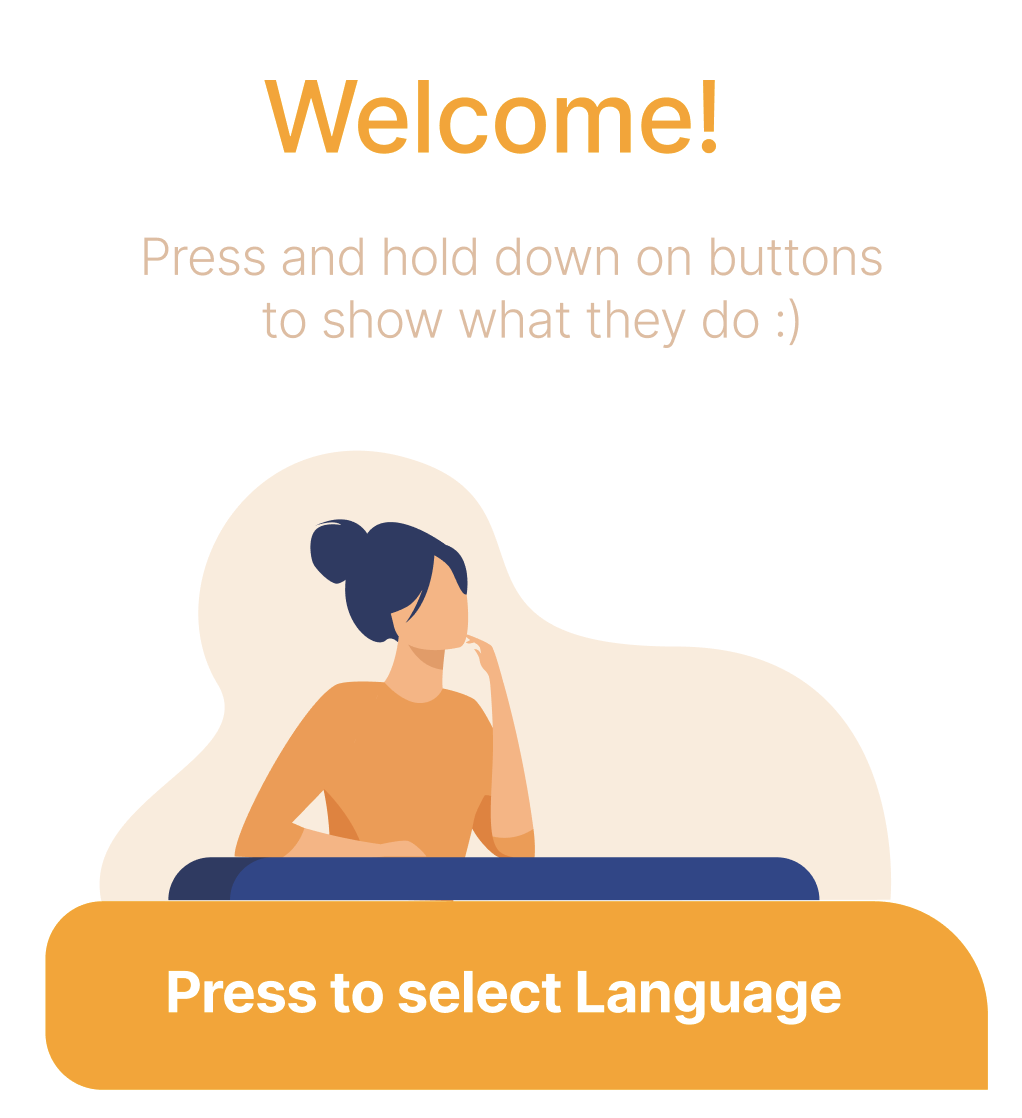 Welcome!
Press and hold down on buttons
to show what they do :)
Press to select Language